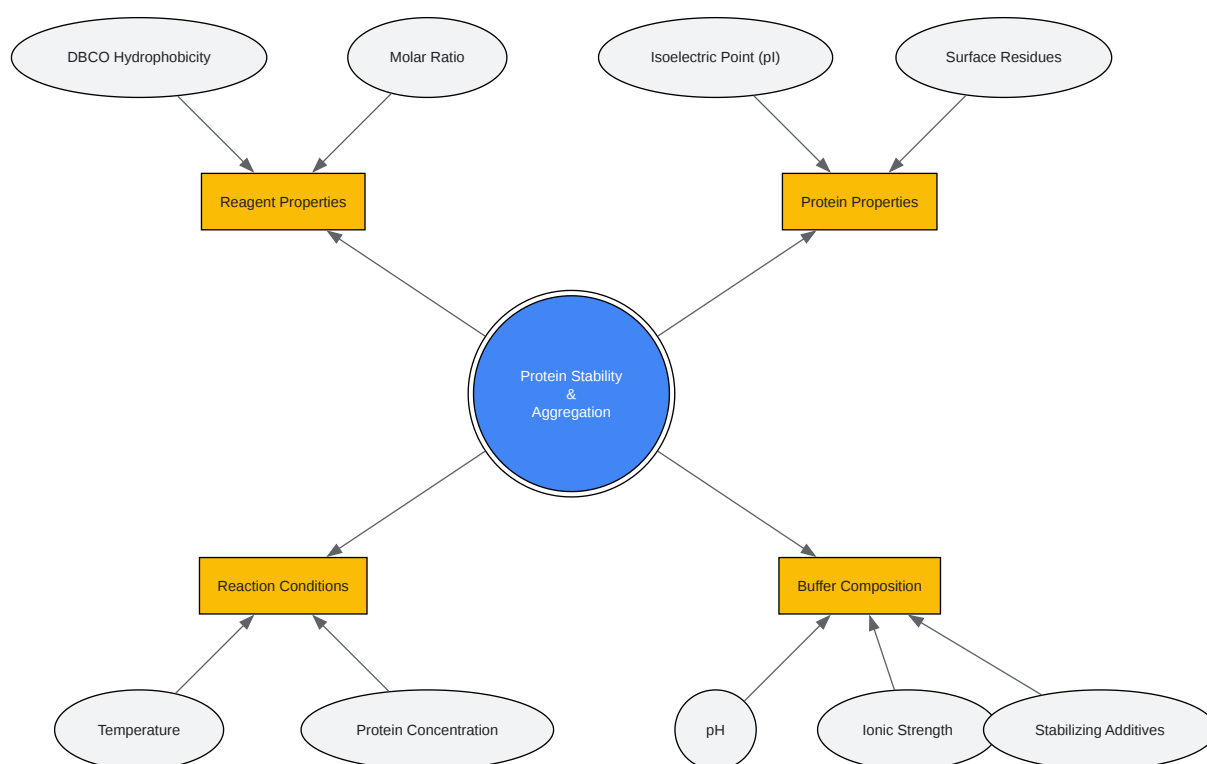 DBCO Hydrophobicity
Molar Ratio
Isoelectric Point (pI)
Surface Residues
Reagent Properties
Protein Properties
Protein Stability
&
Aggregation
Reaction Conditions
Buffer Composition
Temperature
Protein Concentration
pH
Ionic Strength
Stabilizing Additives